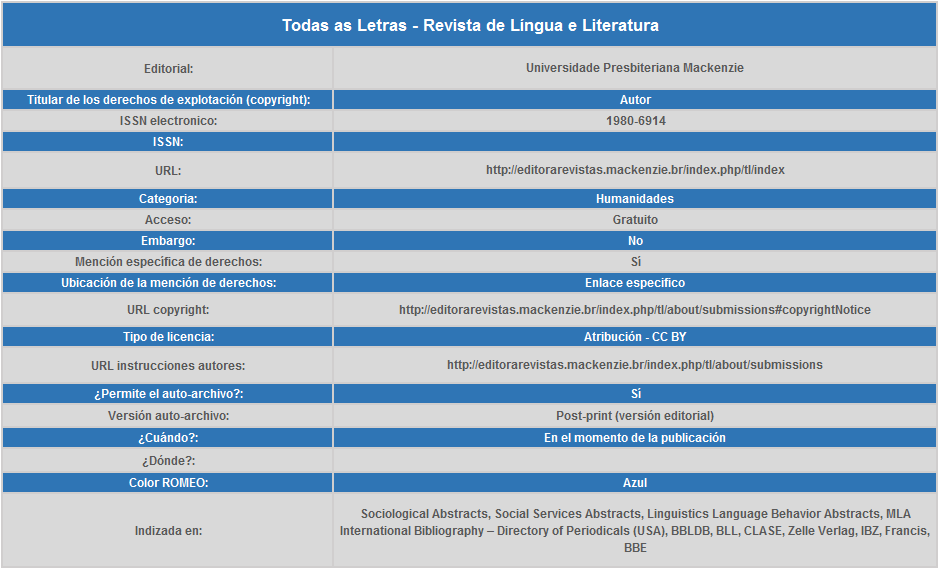 Todas as Letras - Revista de Língua e Literatura
Editorial: Universidade Presbiteriana Mackenzie
Titular de los derechos de explotación (copyright): Autor
ISSN electronico: 1980-6914
ISSN:
URL: http://editorarevistas.mackenzie.br/index.php/tl/index
Categoria: Humanidades
Acceso: Gratuito
Embargo: No
Mención específica de derechos: Sí
Ubicación de la mención de derechos: Enlace especifico
URL copyright: http://editorarevistas.mackenzie.br/index.php/tl/about/submissions#copyrightNotice
Tipo de licencia: Atribución - CC BY
URL instrucciones autores: http://editorarevistas.mackenzie.br/index.php/tl/about/submissions
¿Permite el auto-archivo?: Sí
Versión auto-archivo: Post-print (versión editorial)
¿Cuándo?: En el momento de la publicación
¿Dónde?:
Color ROMEO: Azul
Indizada en: Sociological Abstracts, Social Services Abstracts, Linguistics Language Behavior Abstracts, MLA
International Bibliography – Directory of Periodicals (USA), BBLDB, BLL, CLASE, Zelle Verlag, IBZ, Francis,
BBE